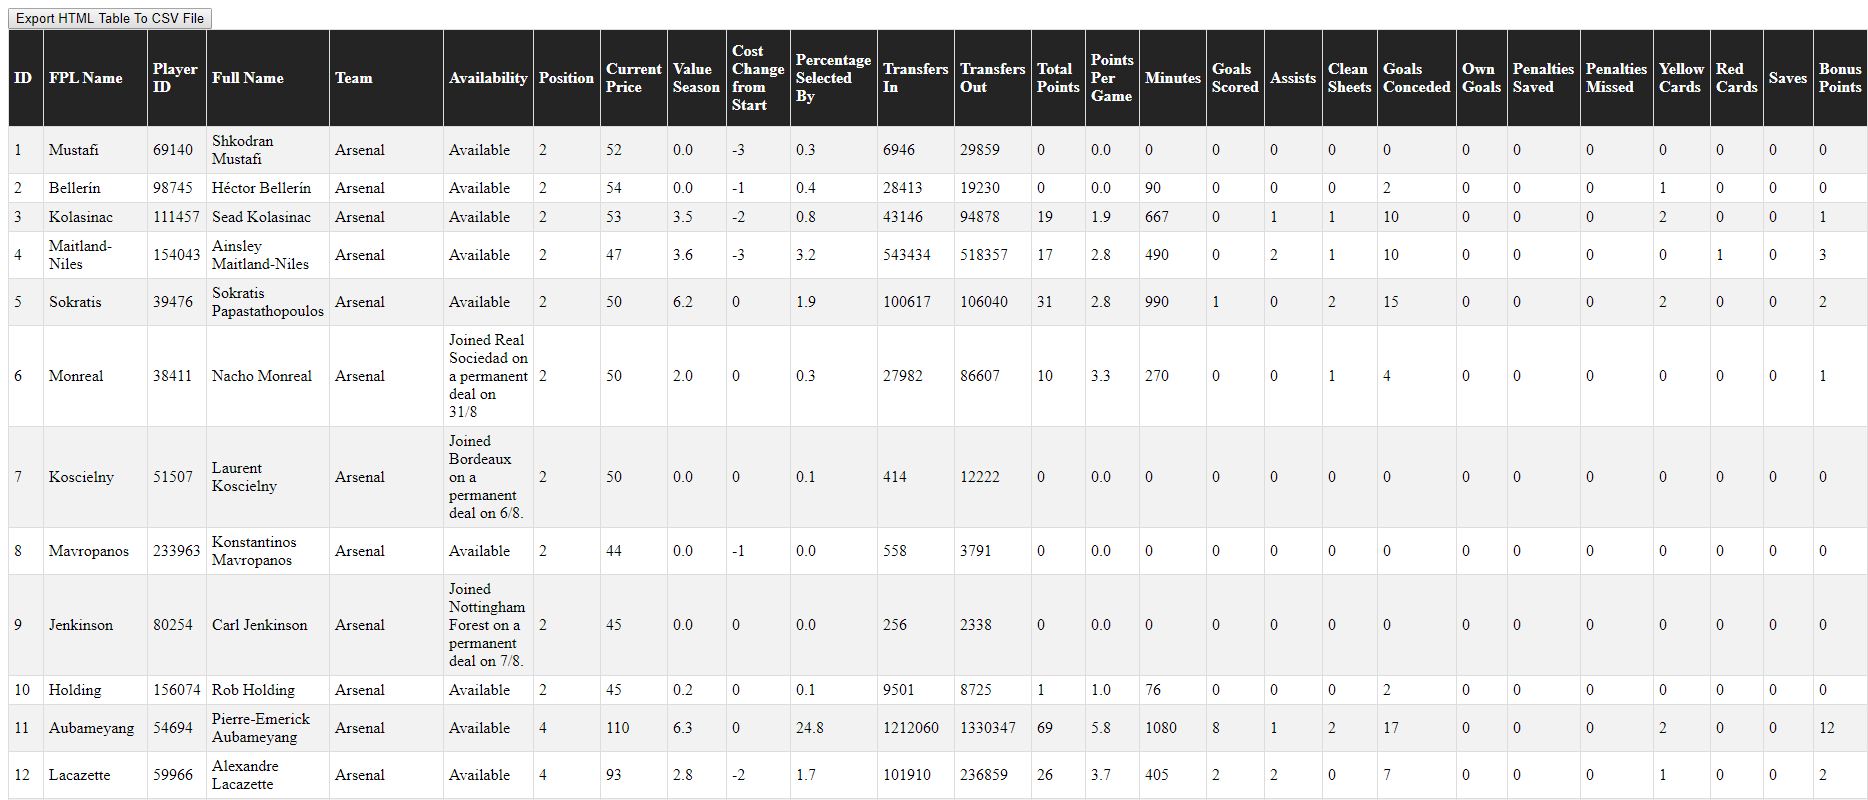 Export HTML Table To CSV File
ID FPL Name Player ID Full Name Team Availability Position Current Price Value Season Cost Change from Start Percentage Selected By Transfers In Transfers Out Total Points Points Per Game Minutes Goals Scored Assists Clean Sheets Goals Conceded Own Goals Penalties Saved Penalties Missed Yellow Cards Red Cards Saves Bonus Points
1 Mustafi 69140 Shkodran Mustafi Arsenal Available 2 52 0.0 -3 0.3 6946 29859 0 0.0 0 0 0 0 0 0 0 0 0 0 0 0
2 Bellerín 98745 Héctor Bellerín Arsenal Available 2 54 0.0 -1 0.4 28413 19230 0 0.0 90 0 0 0 2 0 0 0 1 0 0 0
3 Kolasinac 111457 Sead Kolasinac Arsenal Available 2 53 3.5 -2 0.8 43146 94878 19 1.9 667 0 1 1 10 0 0 0 2 0 0 1
4 Maitland-Niles 154043 Ainsley Maitland-Niles Arsenal Available 2 47 3.6 -3 3.2 543434 518357 17 2.8 490 0 2 1 10 0 0 0 0 1 0 3
5 Sokratis 39476 Sokratis Papastathopoulos Arsenal Available 2 50 6.2 0 1.9 100617 106040 31 2.8 990 1 0 2 15 0 0 0 2 0 0 2
6 Monreal 38411 Nacho Monreal Arsenal Joined Real Sociedad on a permanent deal on 31/8 2 50 2.0 0 0.3 27982 86607 10 3.3 270 0 0 1 4 0 0 0 0 0 0 1
7 Koscielny 51507 Laurent Koscielny Arsenal Joined Bordeaux on a permanent deal on 6/8. 2 50 0.0 0 0.1 414 12222 0 0.0 0 0 0 0 0 0 0 0 0 0 0 0
8 Mavropanos 233963 Konstantinos Mavropanos Arsenal Available 2 44 0.0 -1 0.0 558 3791 0 0.0 0 0 0 0 0 0 0 0 0 0 0 0
9 Jenkinson 80254 Carl Jenkinson Arsenal Joined Nottingham Forest on a permanent deal on 7/8. 2 45 0.0 0 0.0 256 2338 0 0.0 0 0 0 0 0 0 0 0 0 0 0 0
10 Holding 156074 Rob Holding Arsenal Available 2 45 0.2 0 0.1 9501 8725 1 1.0 76 0 0 0 2 0 0 0 0 0 0 0
11 Aubameyang 54694 Pierre-Emerick Aubameyang Arsenal Available 4 110 6.3 0 24.8 1212060 1330347 69 5.8 1080 8 1 2 17 0 0 0 2 0 0 12
12 Lacazette 59966 Alexandre Lacazette Arsenal Available 4 93 2.8 -2 1.7 101910 236859 26 3.7 405 2 2 0 7 0 0 0 1 0 0 2